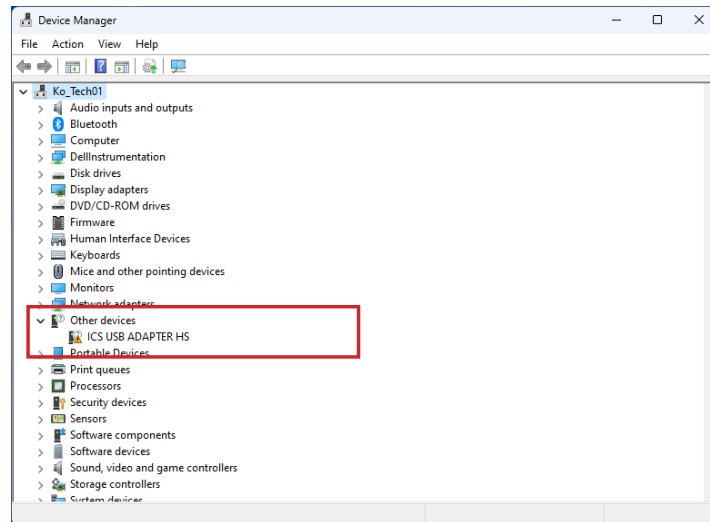 Device Manager
File Action View Help
Ko_Tech01
Audio inputs and outputs
Bluetooth
Computer
DellInstrumentation
Disk drives
Display adapters
DVD/CD-ROM drives
Firmware
Human Interface Devices
Keyboards
Mice and other pointing devices
Monitors
Network adapters
Other devices
ICS USB ADAPTER HS
Portable Devices
Print queues
Processors
Security devices
Sensors
Software components
Software devices
Sound, video and game controllers
Storage controllers
System devices